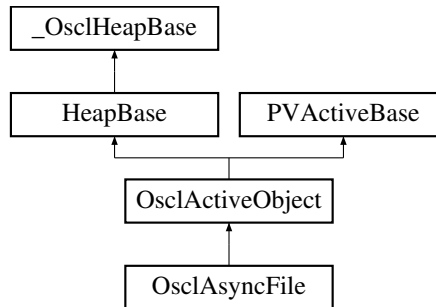 _OsclHeapBase
HeapBase
PVActiveBase
OsclActiveObject
OsclAsyncFile